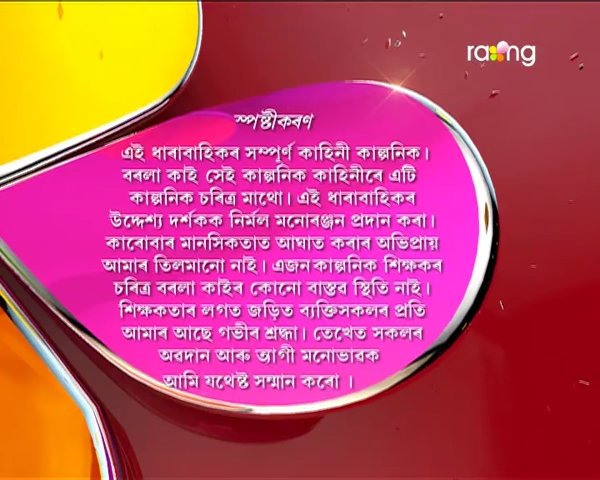 rang
স্পষ্টীকৰণ
এই ধাৰাবাহিকৰ সম্পূৰ্ণ কাহিনী কাল্পনিক।
বৰলা কাই সেই কাল্পনিক কাহিনীৰে এটি
কাল্পনিক চৰিত্ৰ মাথো। এই ধাৰাবাহিকৰ
উদ্দেশ্য দৰ্শকক নিৰ্মল মনোৰঞ্জন প্ৰদান কৰা।
কাৰোবাৰ মানসিকতাত আঘাত কৰাৰ অভিপ্ৰায়
আমাৰ তিলমানো নাই। এজন কাল্পনিক শিক্ষকৰ
চৰিত্ৰ বৰলা কাইৰ কোনো বাস্তৱ স্থিতি নাই।
শিক্ষকতাৰ লগত জড়িত ব্যক্তিসকলৰ প্ৰতি
আমাৰ আছে গভীৰ শ্ৰদ্ধা। তেখেত সকলৰ
অৱদান আৰু ত্যাগী মনোভাৱক
আমি যথেষ্ট সন্মান কৰো ।